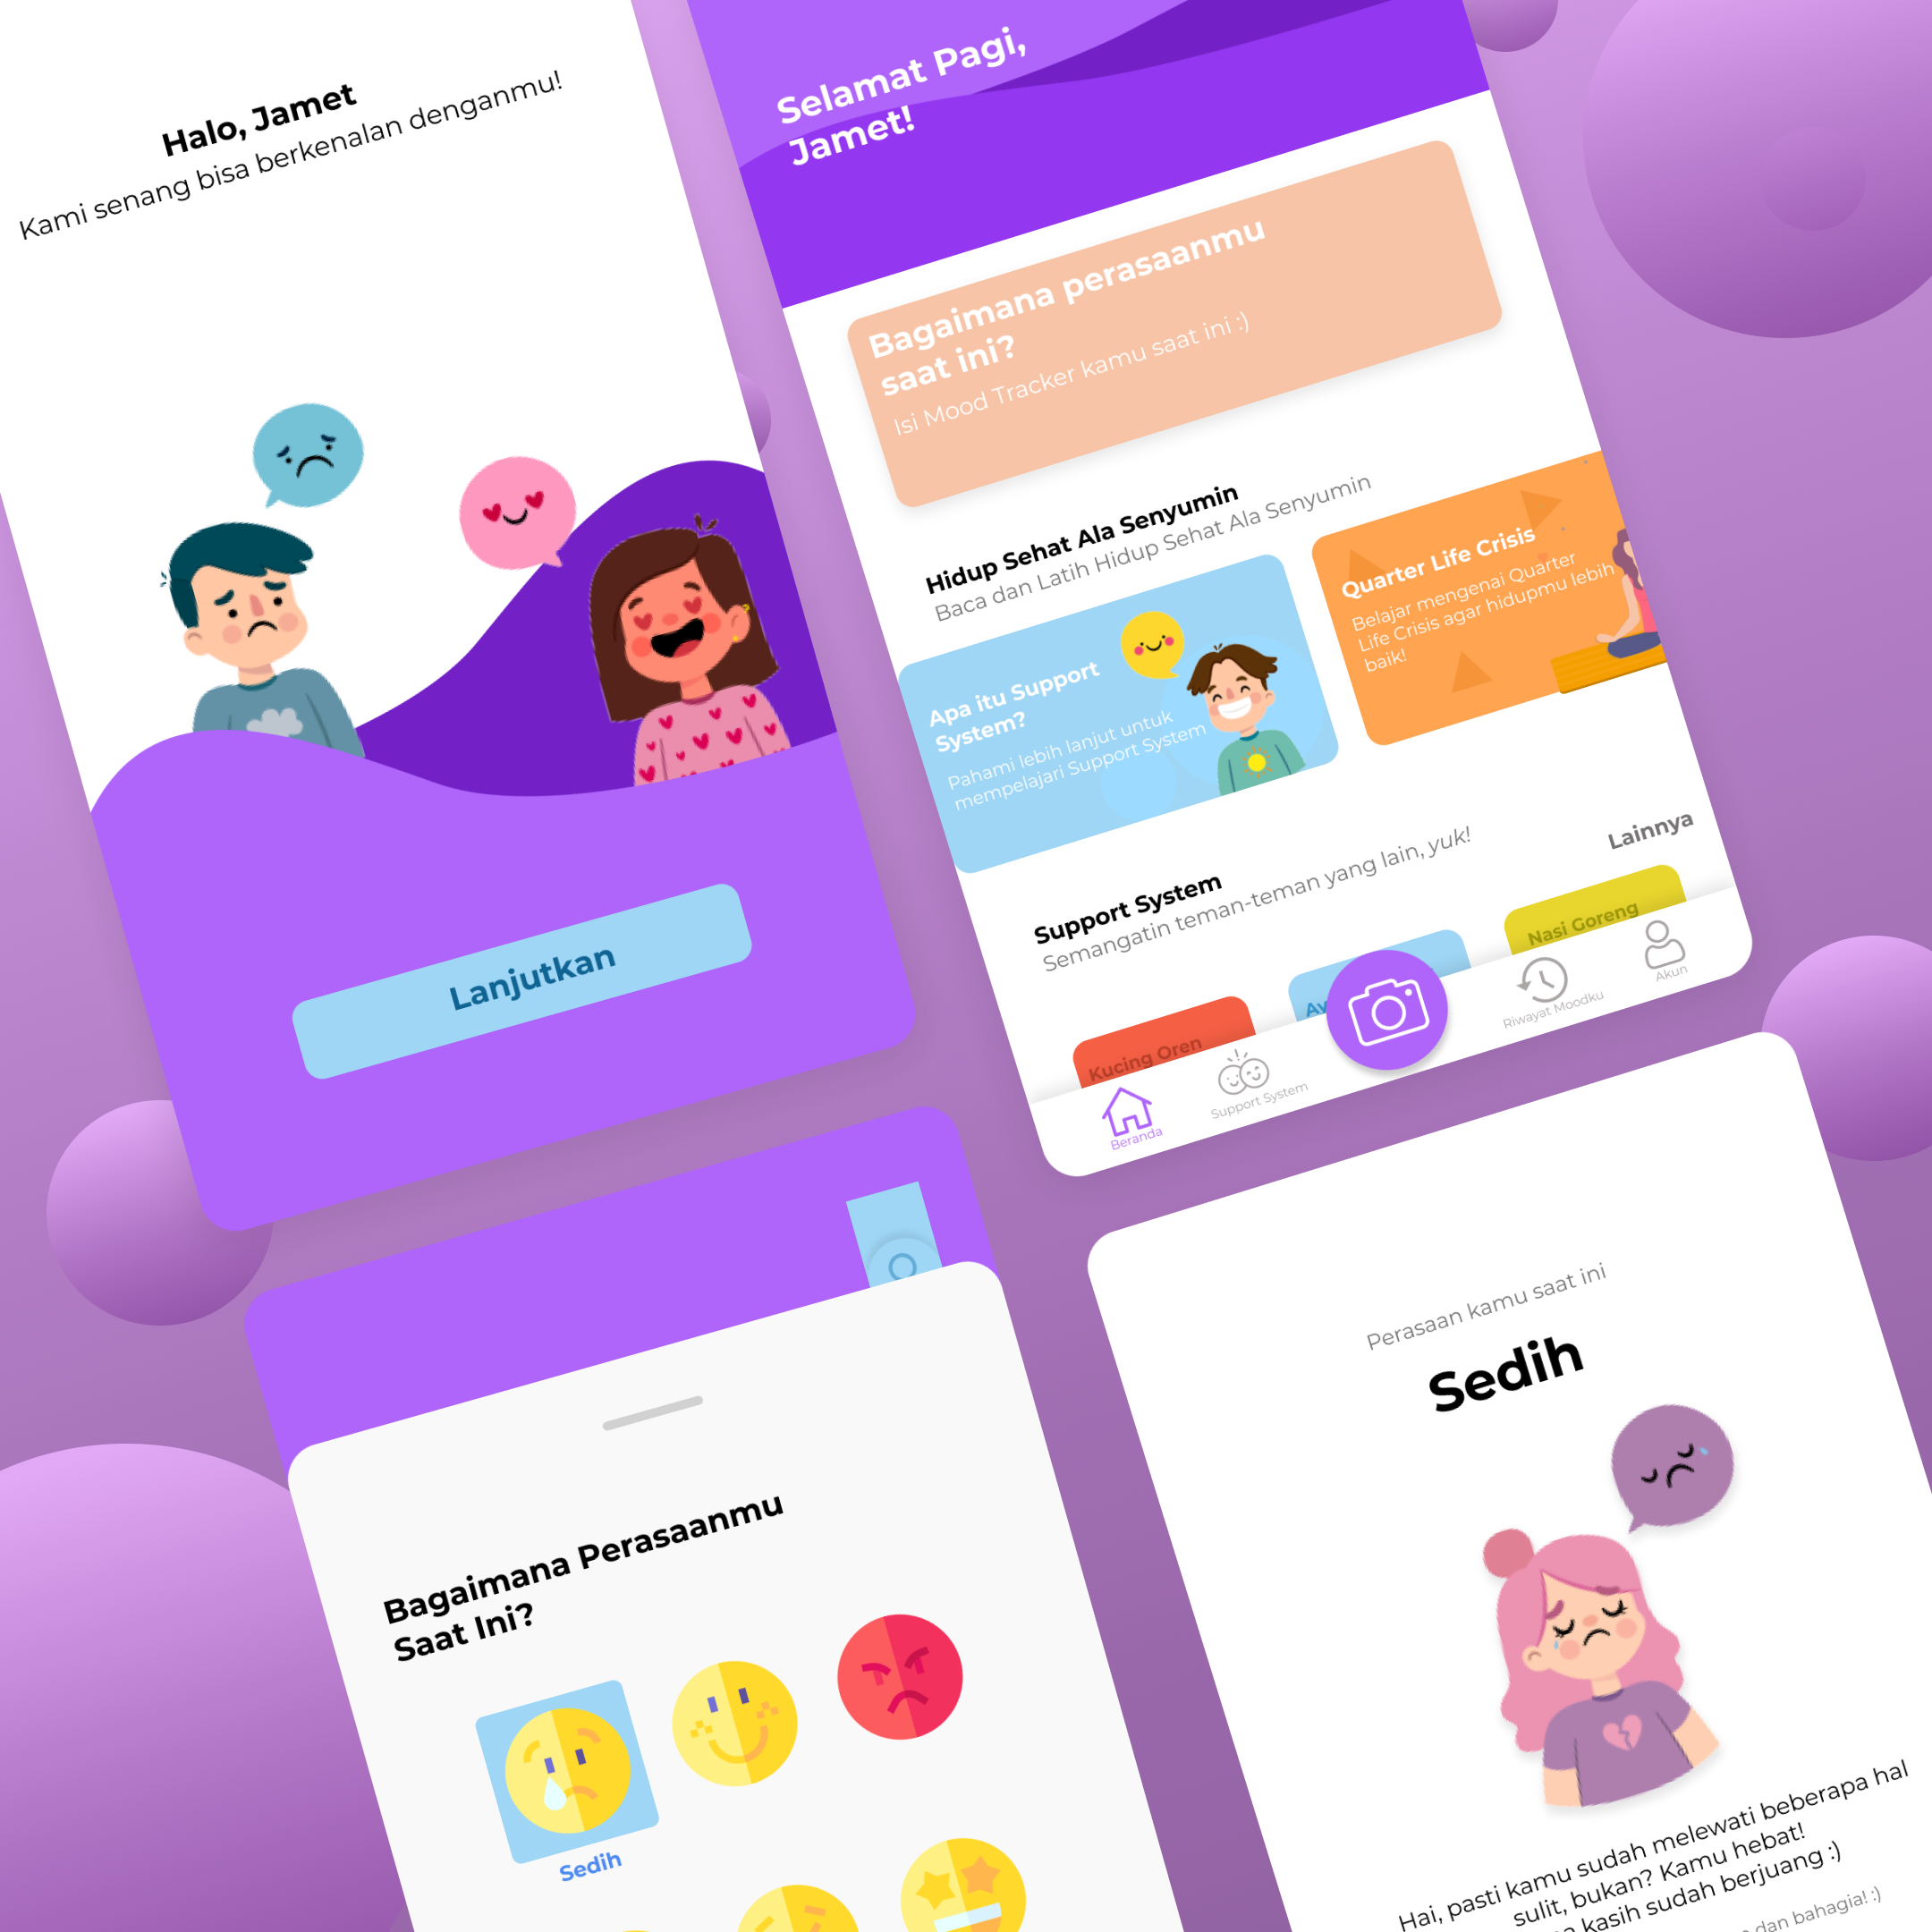 Halo, Jamet
Kami senang bisa berkenalan denganmu!
Lanjutkan
Selamat Pagi,
Jamet!
Bagaimana perasaanmu
saat ini?
Isi Mood Tracker kamu saat ini :)
Hidup Sehat Ala Senyumin
Baca dan Latih Hidup Sehat Ala Senyumin
Apa itu Support
System?
Pahami lebih lanjut untuk
mempelajari Support System
Quarter Life Crisis
Belajar mengenai Quarter
Life Crisis agar hidupmu lebih
baik!
Support System
Semangatin teman-teman yang lain, yuk!
Lainnya
Kucing Oren
Ay
Nasi Goreng
Beranda
Support System
Riwayat Moodku
Akun
Bagaimana Perasaanmu
Saat Ini?
Sedih
Perasaan kamu saat ini
Sedih
Hai, pasti kamu sudah melewati beberapa hal
sulit, bukan? Kamu hebat!
kasih sudah berjuang :)
dan bahagia! :)